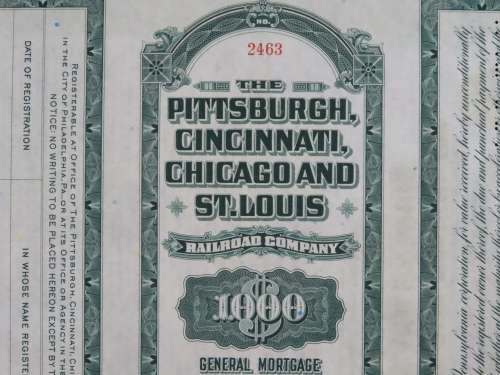 NO.
2463
THE
PITTSBURGH,
CINCINNATI,
CHICAGO AND
ST. LOUIS
RAILROAD COMPANY
$1000
GENERAL MORTGAGE
DATE OF REGISTRATION
IN WHOSE NAME REGISTE
REGISTERABLE AT OFFICE OF THE PITTSBURGH, CINCINNATI, CHI
IN THE CITY OF PHILADELPHIA, PA. OR AT ITS OFFICE OR AGENCY IN THE
NOTICE: NO WRITING TO BE PLACED HEREON EXCEPT BY T